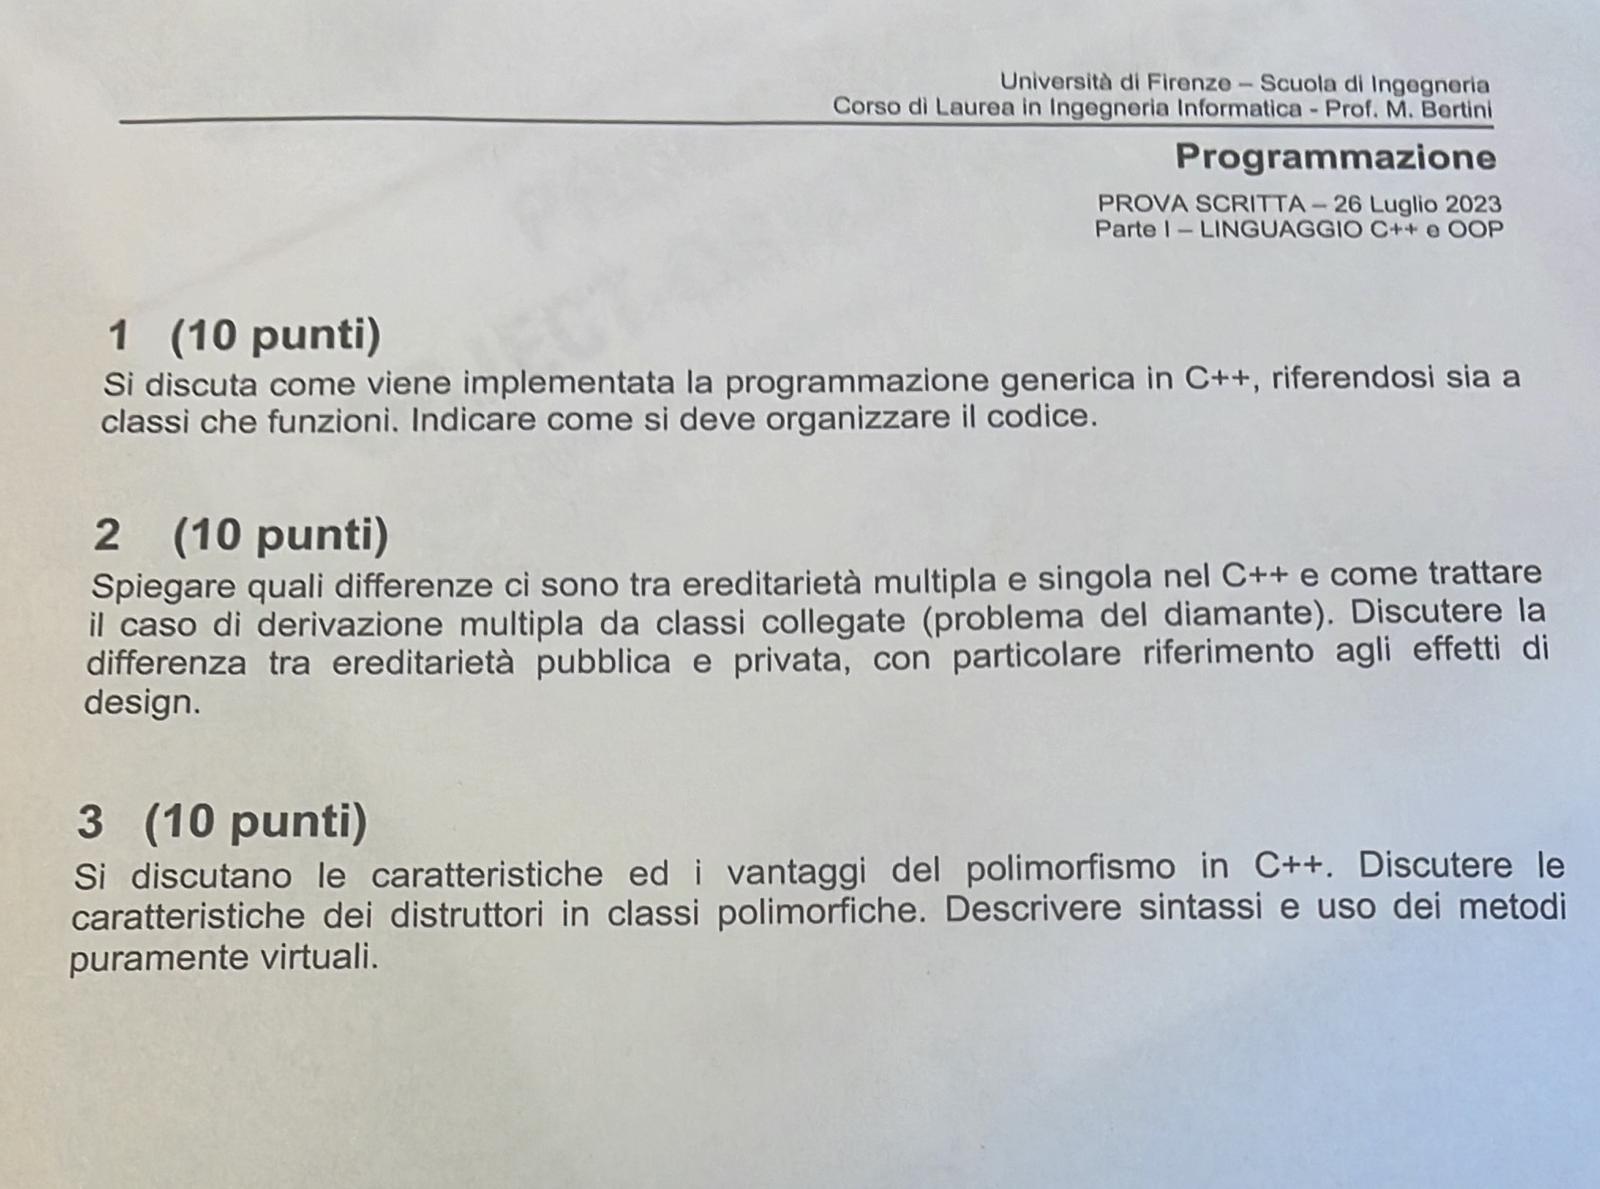 Università di Firenze – Scuola di Ingegneria
Corso di Laurea in Ingegneria Informatica - Prof. M. Bertini
Programmazione
PROVA SCRITTA – 26 Luglio 2023
Parte I – LINGUAGGIO C++ e OOP
1 (10 punti)
Si discuta come viene implementata la programmazione generica in C++, riferendosi sia a
classi che funzioni. Indicare come si deve organizzare il codice.
2 (10 punti)
Spiegare quali differenze ci sono tra ereditarietà multipla e singola nel C++ e come trattare
il caso di derivazione multipla da classi collegate (problema del diamante). Discutere la
differenza tra ereditarietà pubblica e privata, con particolare riferimento agli effetti di
design.
3 (10 punti)
Si discutano le caratteristiche ed i vantaggi del polimorfismo in C++. Discutere le
caratteristiche dei distruttori in classi polimorfiche. Descrivere sintassi e uso dei metodi
puramente virtuali.